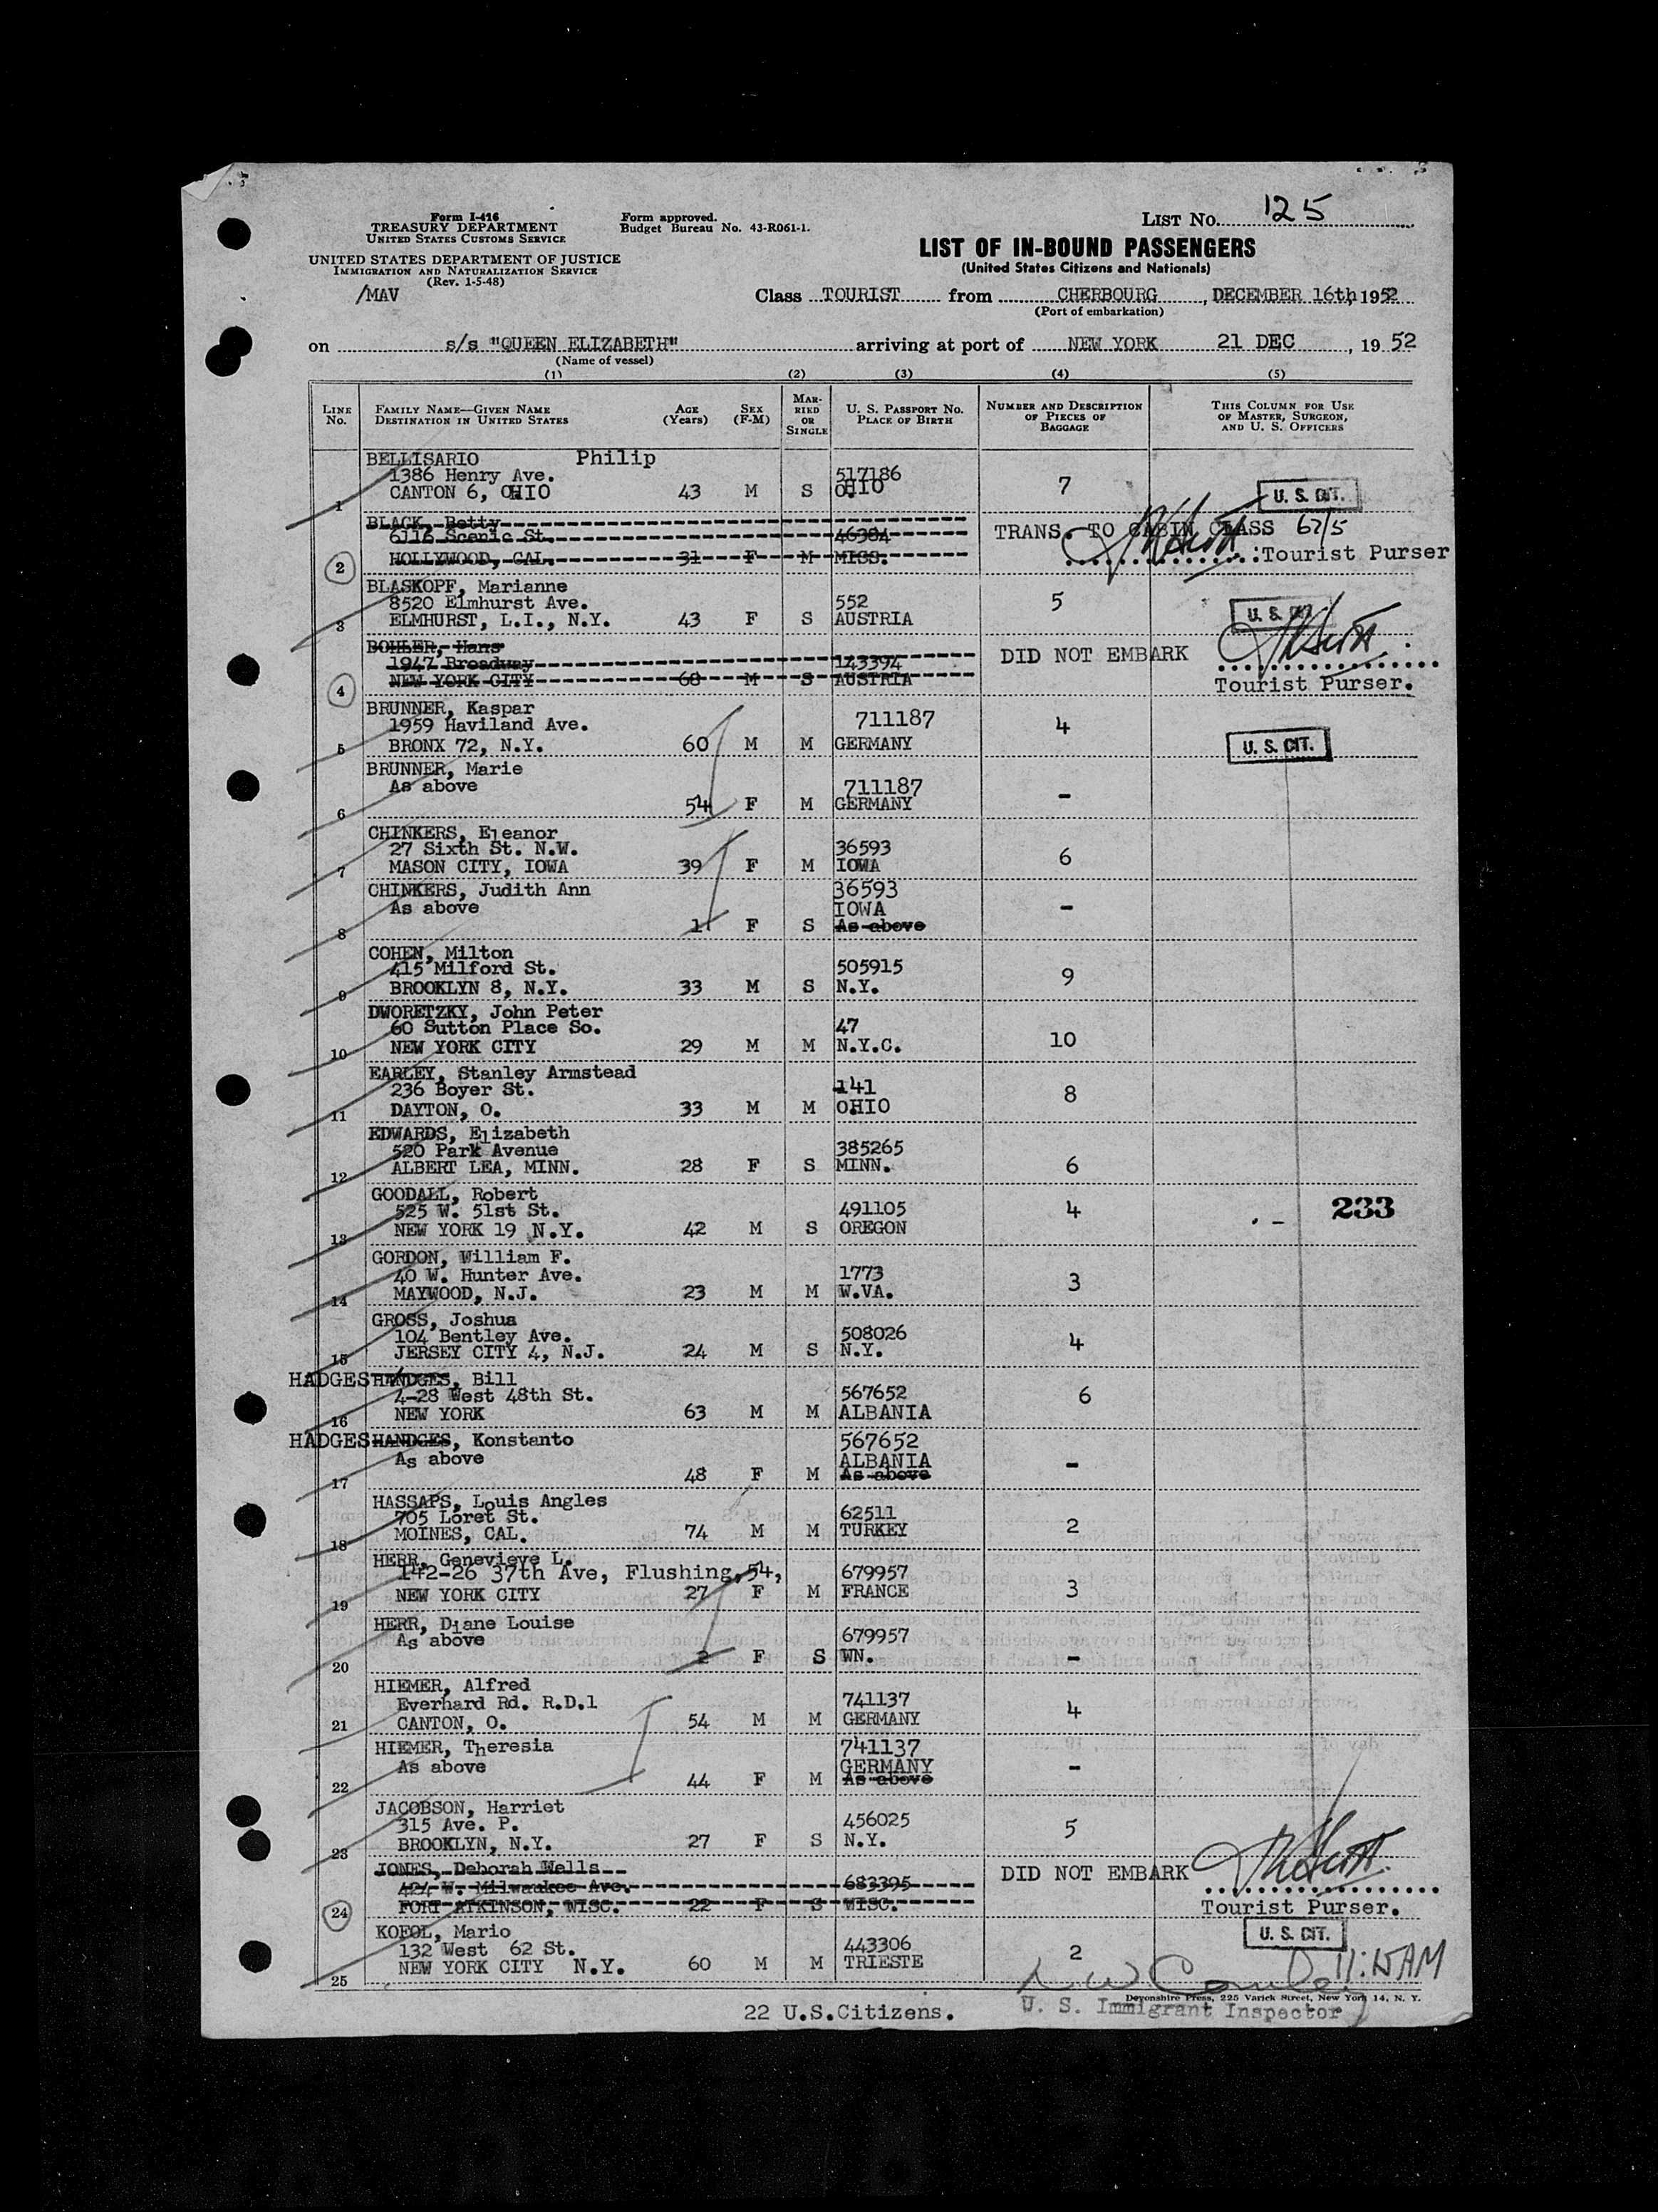 Form I-416
TREASURY DEPARTMENT
UNITED STATES CUSTOMS SERVICE
UNITED STATES DEPARTMENT OF JUSTICE
IMMIGRATION AND NATURALIZATION SERVICE
(Rev. 1-5-48)
/MAV
Form approved.
Budget Bureau No. 43-R061-1.
LIST No. 125
LIST OF IN-BOUND PASSENGERS
(United States Citizens and Nationals)
Class TOURIST from CHERBOURG, DECEMBER 16th, 1952
(Port of embarkation)
on s/s "QUEEN ELIZABETH" arriving at port of NEW YORK 21 DEC, 1952
(Name of vessel)
(1) (2) (3) (4) (5)
LINE No. FAMILY NAME—GIVEN NAME DESTINATION IN UNITED STATES AGE (Years) SEX (F-M) MARRIED OR SINGLE U. S. PASSPORT No. PLACE OF BIRTH NUMBER AND DESCRIPTION OF PIECES OF BAGGAGE THIS COLUMN FOR USE OF MASTER, SURGEON, AND U. S. OFFICERS
BELLISARIO Philip
1386 Henry Ave. 517186
1 CANTON 6, OHIO 43 M S OHIO 7 U. S. CIT.
BLACK, Betty
6116 Scenic St. 46304 TRANS. TO CABIN CLASS 62/5
2 HOLLYWOOD, CAL. 31 F M MISS. :Tourist Purser
BLASKOPF, Marianne
8520 Elmhurst Ave. 552 5
3 ELMHURST, L.I., N.Y. 43 F S AUSTRIA U. S. CIT.
BOHLER, Hans
1947 Broadway 143394 DID NOT EMBARK
4 NEW YORK CITY 68 M S AUSTRIA Tourist Purser.
BRUNNER, Kaspar
1959 Haviland Ave. 711187 4
5 BRONX 72, N.Y. 60 M M GERMANY U. S. CIT.
BRUNNER, Marie
As above 711187
6 54 F M GERMANY -
CHINKERS, Eleanor
27 Sixth St. N.W. 36593
7 MASON CITY, IOWA 39 F M IOWA 6
CHINKERS, Judith Ann 36593
As above IOWA -
8 1 F S As above
COHEN, Milton
415 Milford St. 505915
9 BROOKLYN 8, N.Y. 33 M S N.Y. 9
DWORETZKY, John Peter
60 Sutton Place So. 47
10 NEW YORK CITY 29 M M N.Y.C. 10
EARLEY, Stanley Armstead
236 Boyer St. 141
11 DAYTON, O. 33 M M OHIO 8
EDWARDS, Elizabeth
520 Park Avenue 385265
12 ALBERT LEA, MINN. 28 F S MINN. 6
GOODALL, Robert
525 W. 51st St. 491105 4 233
13 NEW YORK 19 N.Y. 42 M S OREGON
GORDON, William F.
40 W. Hunter Ave. 1773
14 MAYWOOD, N.J. 23 M M W.VA. 3
GROSS, Joshua
104 Bentley Ave. 508026
15 JERSEY CITY 4, N.J. 24 M S N.Y. 4
HADGES HANDGES, Bill
4-28 West 48th St. 567652 6
16 NEW YORK 63 M M ALBANIA
HADGES HANDGES, Konstanto 567652
As above ALBANIA -
17 48 F M As above
HASSAPS, Louis Angles
705 Loret St. 62511
18 MOINES, CAL. 74 M M TURKEY 2
HERR, Genevieve L.
142-26 37th Ave, Flushing, 54, 679957
19 NEW YORK CITY 27 F M FRANCE 3
HERR, Diane Louise
As above 679957
20 2 F S WN. -
HIEMER, Alfred
Everhard Rd. R.D.1 741137
21 CANTON, O. 54 M M GERMANY 4
HIEMER, Theresia 741137
As above GERMANY -
22 44 F M As above
JACOBSON, Harriet
315 Ave. P. 456025
23 BROOKLYN, N.Y. 27 F S N.Y. 5
JONES, Deborah Wells DID NOT EMBARK
424 W. Milwaukee Ave. 683395
24 FORT ATKINSON, WISC. 22 F S WISC. Tourist Purser.
KOFOL, Mario U. S. CIT.
132 West 62 St. 443306 2
25 NEW YORK CITY N.Y. 60 M M TRIESTE 11:15 AM
Devonshire Press, 225 Varick Street, New York 14, N. Y.
22 U.S.Citizens. U. S. Immigrant Inspector